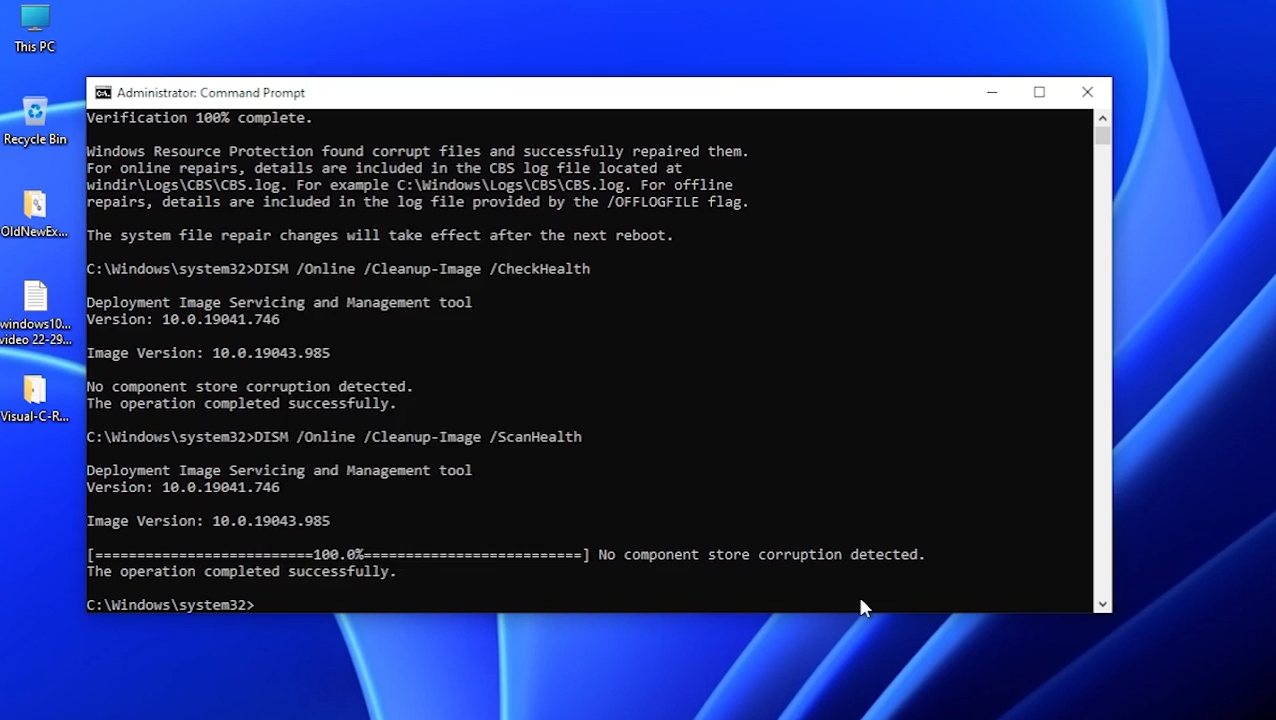 This PC
Recycle Bin
OldNewEx...
windows10...
video 22-29...
Visual-C-R...
Administrator: Command Prompt
Verification 100% complete.
Windows Resource Protection found corrupt files and successfully repaired them.
For online repairs, details are included in the CBS log file located at
windir\Logs\CBS\CBS.log. For example C:\Windows\Logs\CBS\CBS.log. For offline
repairs, details are included in the log file provided by the /OFFLOGFILE flag.
The system file repair changes will take effect after the next reboot.
C:\Windows\system32>DISM /Online /Cleanup-Image /CheckHealth
Deployment Image Servicing and Management tool
Version: 10.0.19041.746
Image Version: 10.0.19043.985
No component store corruption detected.
The operation completed successfully.
C:\Windows\system32>DISM /Online /Cleanup-Image /ScanHealth
Deployment Image Servicing and Management tool
Version: 10.0.19041.746
Image Version: 10.0.19043.985
[===========================100.0%==========================] No component store corruption detected.
The operation completed successfully.
C:\Windows\system32>